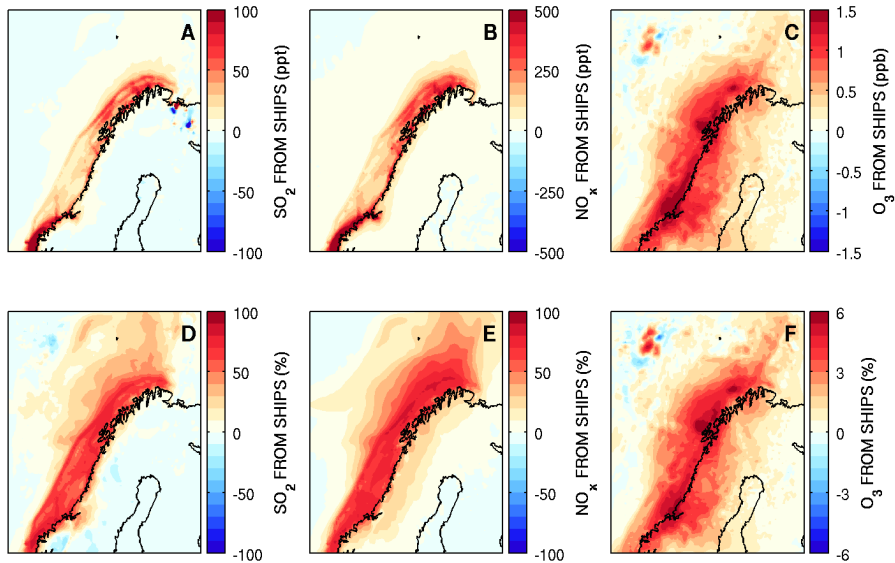 A
100
50
0
-50
-100
SO2 FROM SHIPS (ppt)
B
500
250
0
-250
-500
NOx FROM SHIPS (ppt)
C
1.5
1
0.5
0
-0.5
-1
-1.5
O3 FROM SHIPS (ppb)
D
100
50
0
-50
-100
SO2 FROM SHIPS (%)
E
100
50
0
-50
-100
NOx FROM SHIPS (%)
F
6
3
0
-3
-6
O3 FROM SHIPS (%)